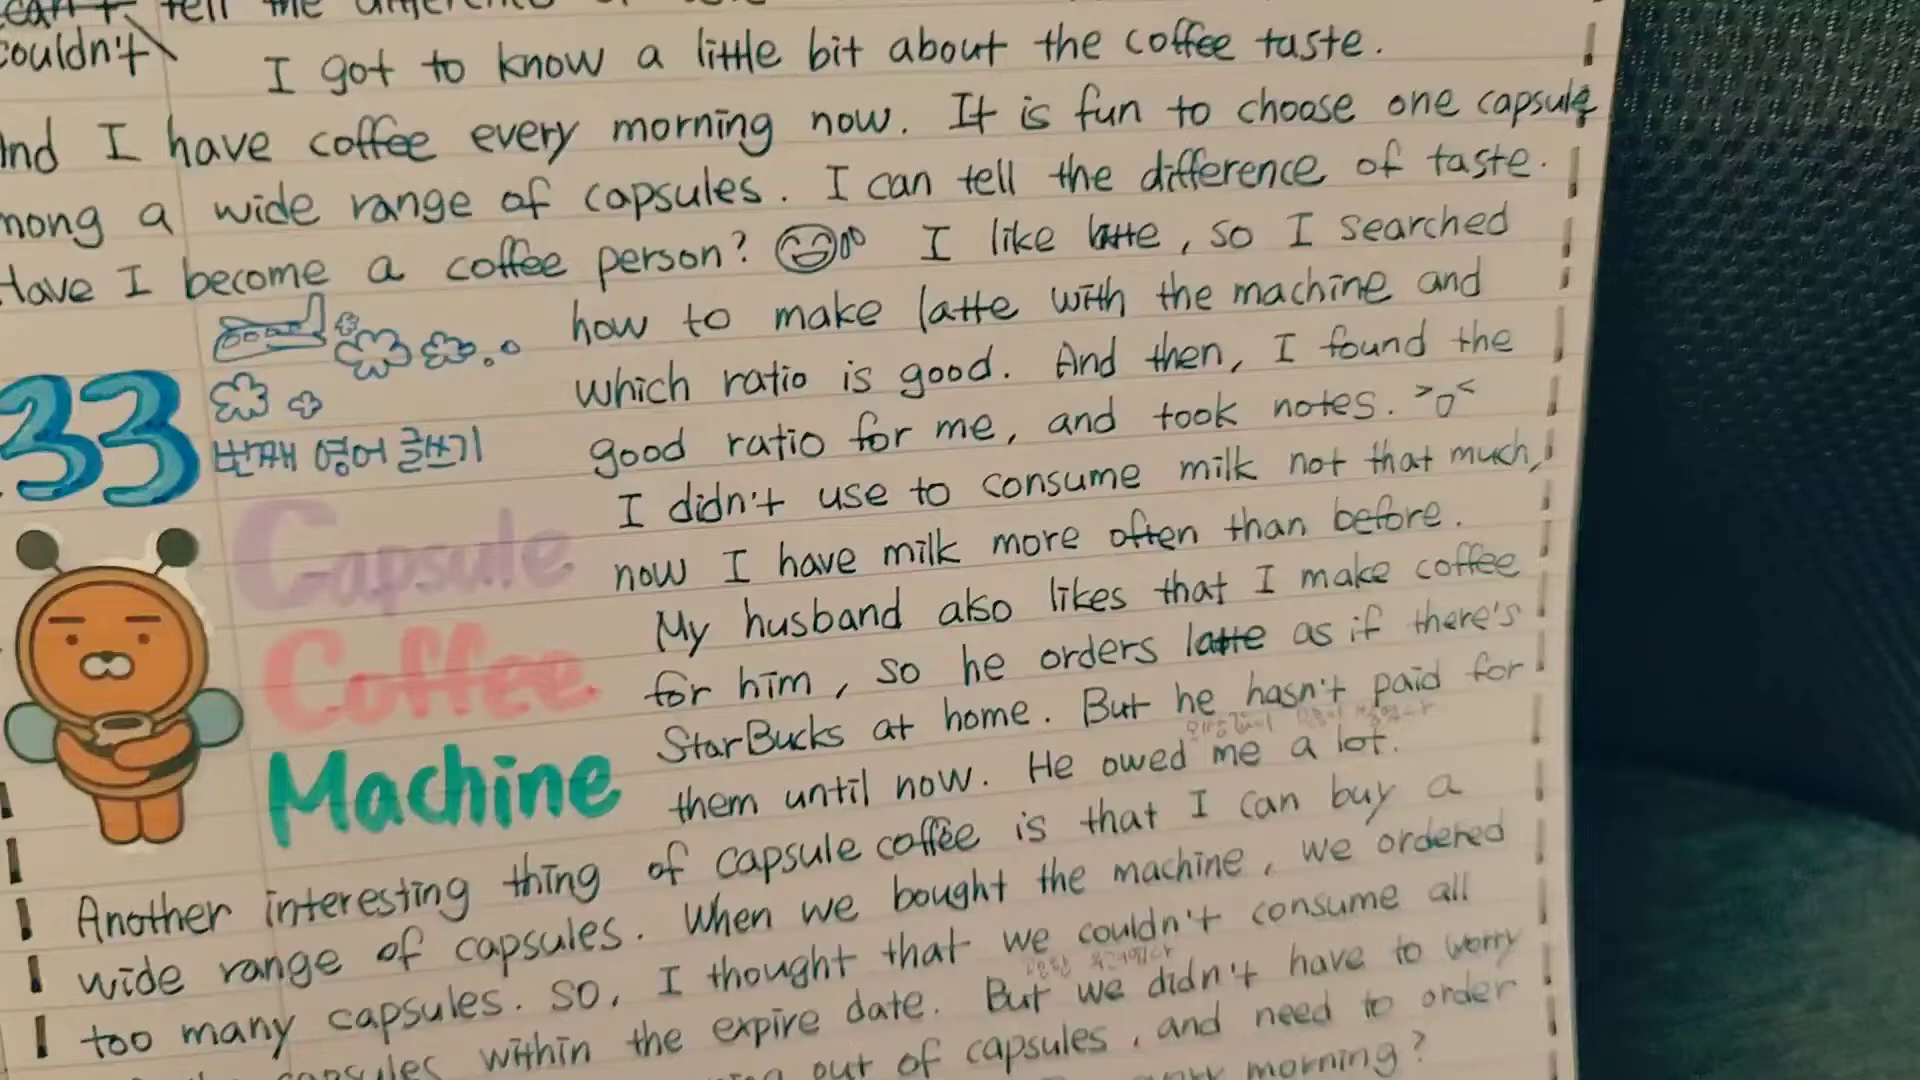 tell the difference of
couldn't
I got to know a little bit about the coffee taste.
And I have coffee every morning now. It is fun to choose one capsule
mong a wide range of capsules. I can tell the difference of taste.
Have I become a coffee person? I like latte, so I searched
how to make latte with the machine and
which ratio is good. And then, I found the
good ratio for me, and took notes. >o<
33
번째 영어 글쓰기
I didn't use to consume milk not that much,
now I have milk more often than before.
Capsule
Coffee
Machine
My husband also likes that I make coffee
for him, so he orders latte as if there's
StarBucks at home. But he hasn't paid for
them until now. He owed me a lot.
Another interesting thing of capsule coffee is that I can buy a
wide range of capsules. When we bought the machine, we ordered
too many capsules. So, I thought that we couldn't consume all
capsules within the expire date. But we didn't have to worry
out of capsules, and need to order
morning?